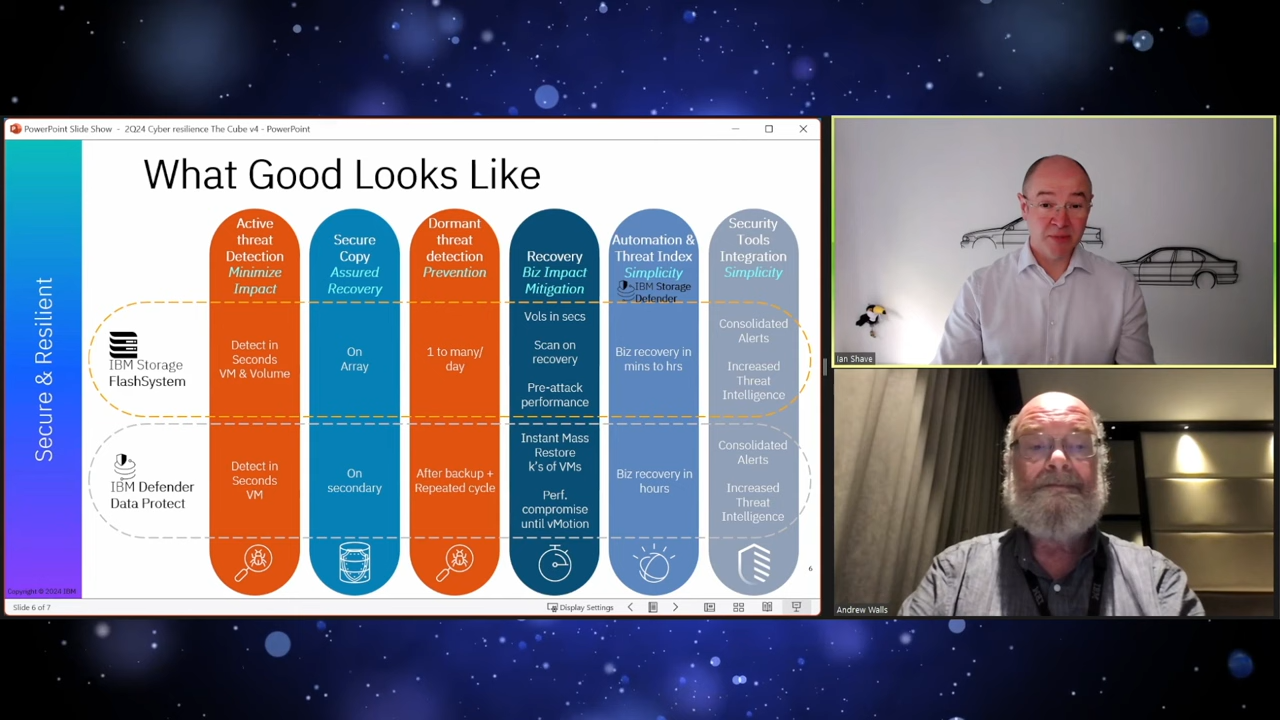 PowerPoint Slide Show - 2Q24 Cyber resilience The Cube v4 - PowerPoint
What Good Looks Like
Secure & Resilient
Active
threat
Detection
Minimize
Impact
Secure
Copy
Assured
Recovery
Dormant
threat
detection
Prevention
Recovery
Biz Impact
Mitigation
Automation &
Threat Index
Simplicity
IBM Storage
Defender
Security
Tools
Integration
Simplicity
IBM Storage
FlashSystem
Detect in
Seconds
VM & Volume
On
Array
1 to many/
day
Vols in secs
Scan on
recovery
Pre-attack
performance
Biz recovery in
mins to hrs
Consolidated
Alerts
Increased
Threat
Intelligence
IBM Defender
Data Protect
Detect in
Seconds
VM
On
secondary
After backup +
Repeated cycle
Instant Mass
Restore
k's of VMs
Perf.
compromise
until vMotion
Biz recovery in
hours
Consolidated
Alerts
Increased
Threat
Intelligence
6
Copyright © 2024 IBM
Slide 6 of 7
Display Settings
Ian Shave
Andrew Walls